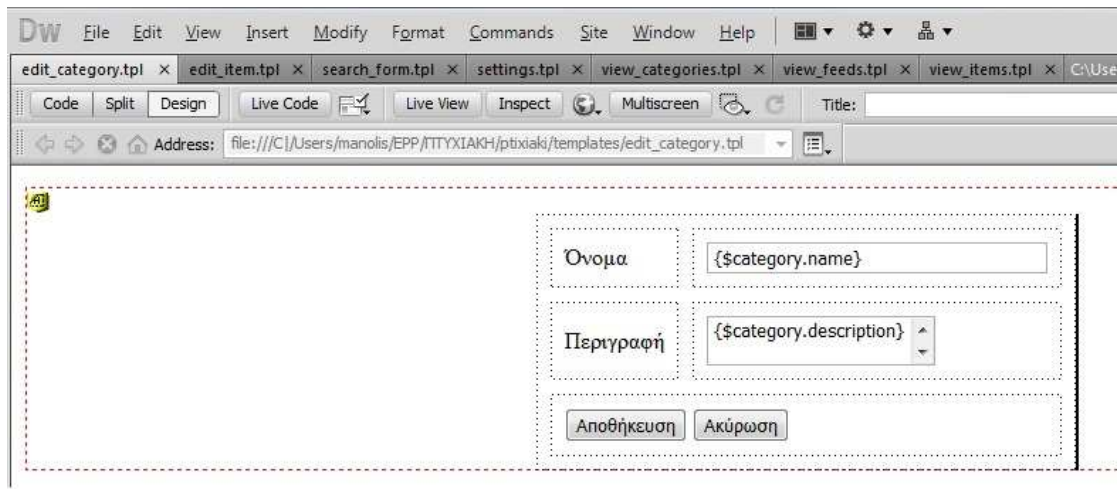 Dw File Edit View Insert Modify Format Commands Site Window Help
edit_category.tpl × edit_item.tpl × search_form.tpl × settings.tpl × view_categories.tpl × view_feeds.tpl × view_items.tpl × C:\Use
Code Split Design Live Code Live View Inspect Multiscreen Title:
Address: file:///C|/Users/manolis/EPP/ΠΤΥΧΙΑΚΗ/ptixiaki/templates/edit_category.tpl
Όνομα {$category.name}
Περιγραφή {$category.description}
Αποθήκευση Ακύρωση